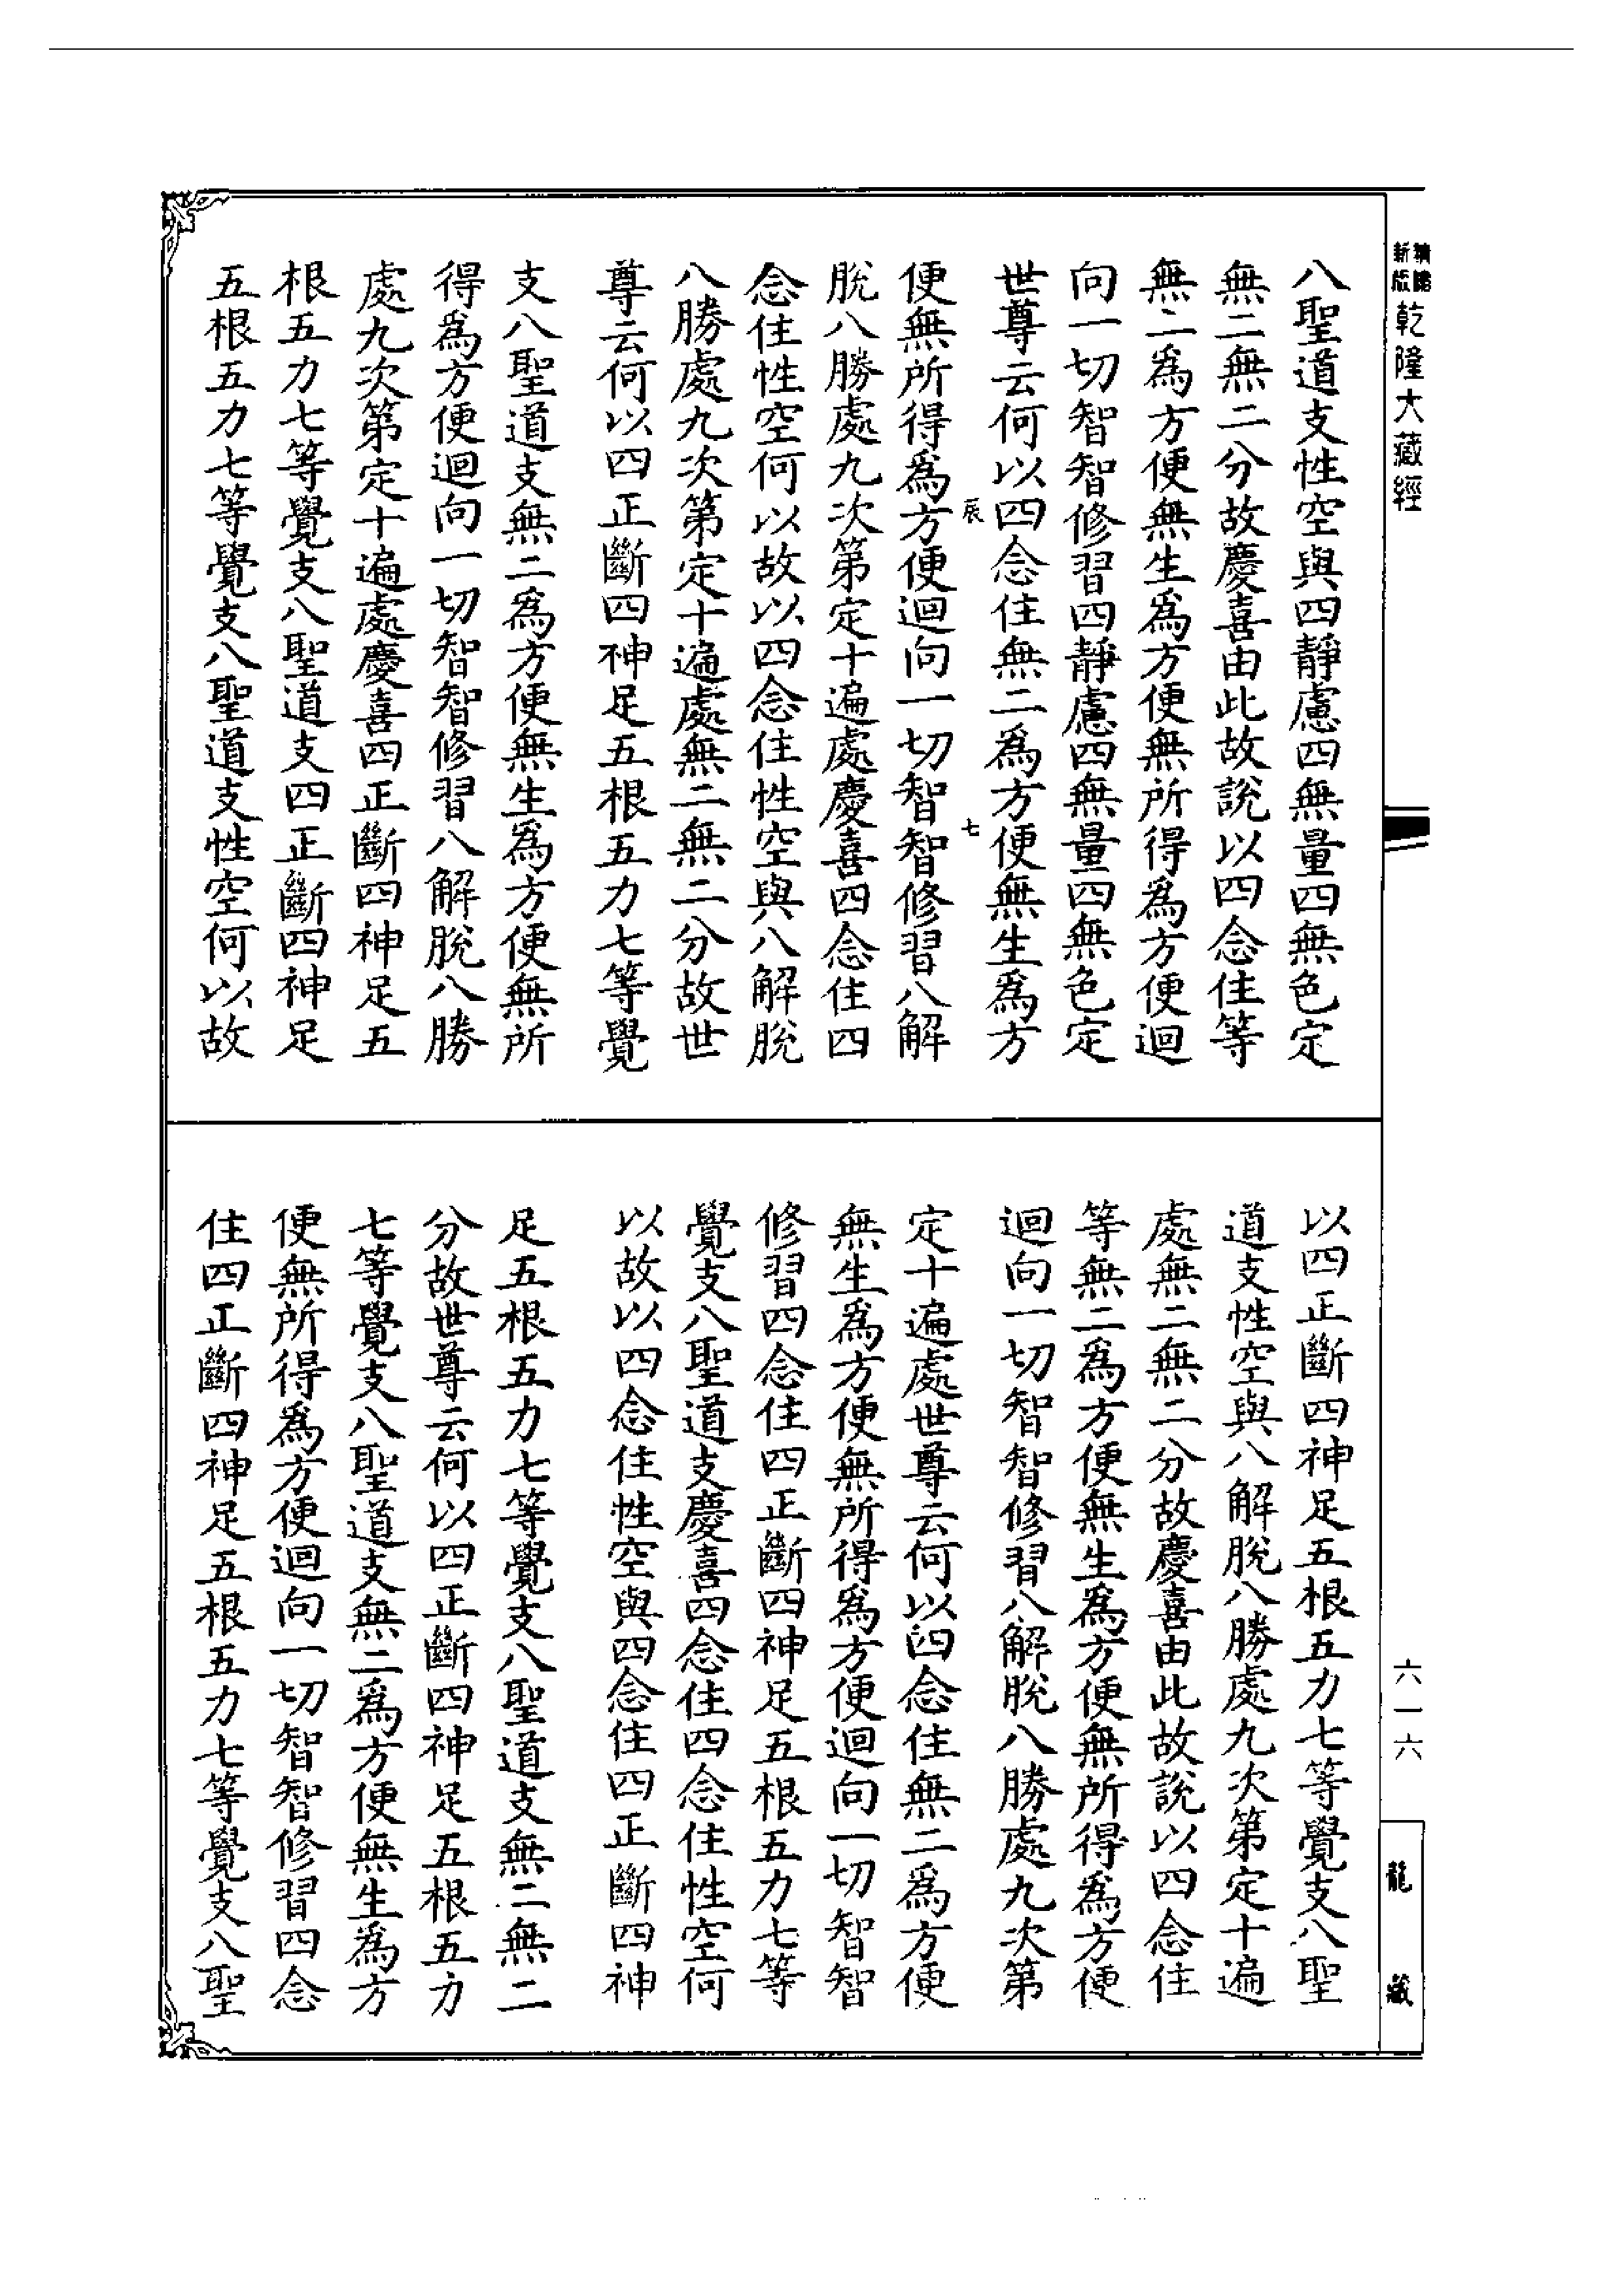 新版
乾隆大藏經
八聖道支性空與四靜慮四無量四無色定
無二無二分故慶喜由此故說以四念住等
無二爲方便無生爲方便無所得爲方便迴
向一切智智修習四靜慮四無量四無色定
世尊云何以四念住無二爲方便無生爲方
辰 七
便無所得爲方便迴向一切智智修習八解
脫八勝處九次第定十遍處慶喜四念住四
念住性空何以故以四念住性空與八解脫
八勝處九次第定十遍處無二無二分故世
尊云何以四正斷四神足五根五力七等覺
支八聖道支無二爲方便無生爲方便無所
得爲方便迴向一切智智修習八解脫八勝
處九次第定十遍處慶喜四正斷四神足五
根五力七等覺支八聖道支四正斷四神足
五根五力七等覺支八聖道支性空何以故
以四正斷四神足五根五力七等覺支八聖
道支性空與八解脫八勝處九次第定十遍
處無二無二分故慶喜由此故說以四念住
等無二爲方便無生爲方便無所得爲方便
迴向一切智智修習八解脫八勝處九次第
定十遍處世尊云何以四念住無二爲方便
無生爲方便無所得爲方便迴向一切智智
修習四念住四正斷四神足五根五力七等
覺支八聖道支慶喜四念住四念住性空何
以故以四念住性空與四念住四正斷四神
足五根五力七等覺支八聖道支無二無二
分故世尊云何以四正斷四神足五根五力
七等覺支八聖道支無二爲方便無生爲方
便無所得爲方便迴向一切智智修習四念
住四正斷四神足五根五力七等覺支八聖
六一六
龍藏